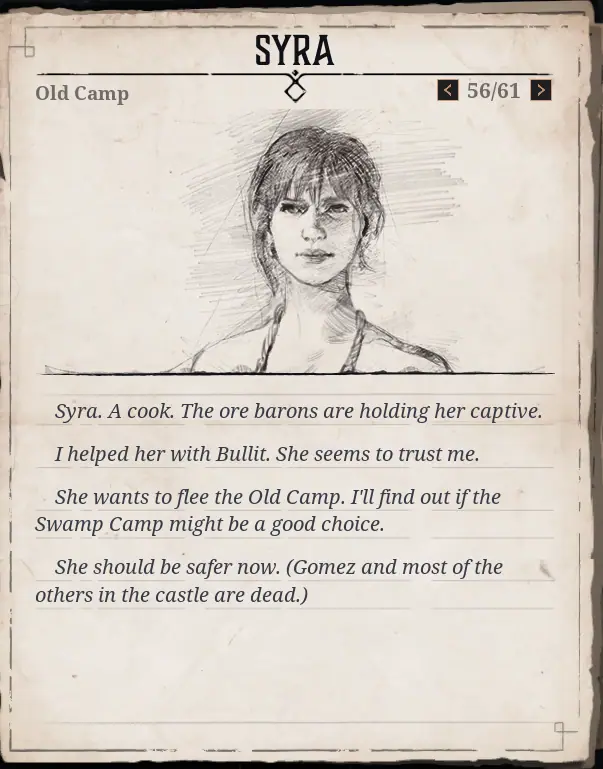 SYRA
Old Camp
56/61
Syra. A cook. The ore barons are holding her captive.
I helped her with Bullit. She seems to trust me.
She wants to flee the Old Camp. I'll find out if the
Swamp Camp might be a good choice.
She should be safer now. (Gomez and most of the
others in the castle are dead.)